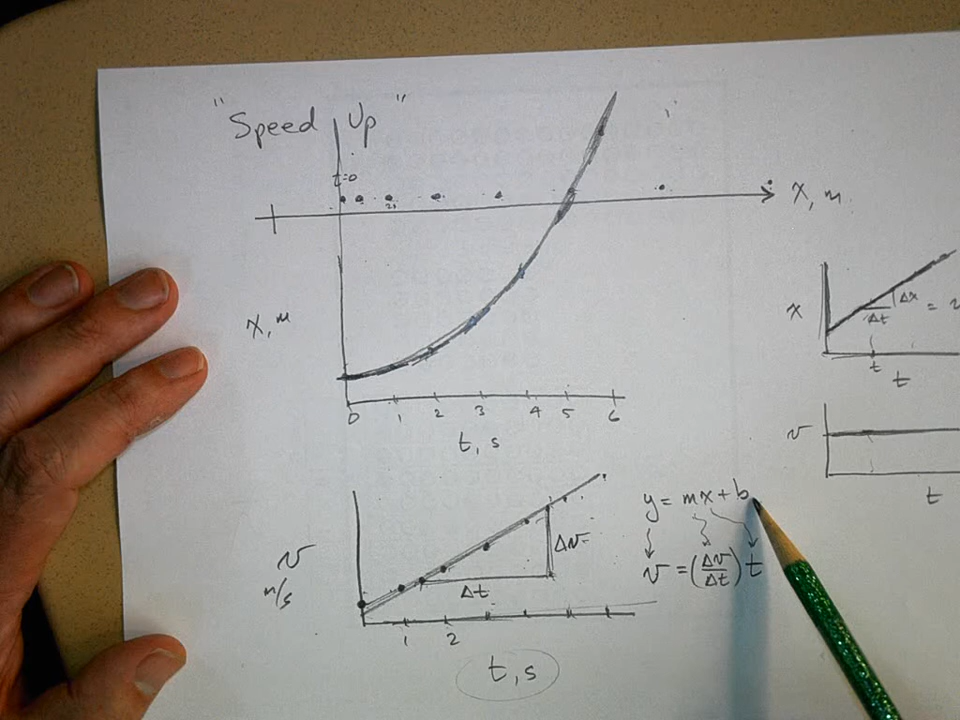 "Speed Up"
t=0
X, m
X, m
0 1 2 3 4 5 6
t, s
X
Δx
Δt
=
t
t
v
t
v
m/s
Δv
Δt
1 2
t, s
y = mx + b
v = (Δv/Δt) t